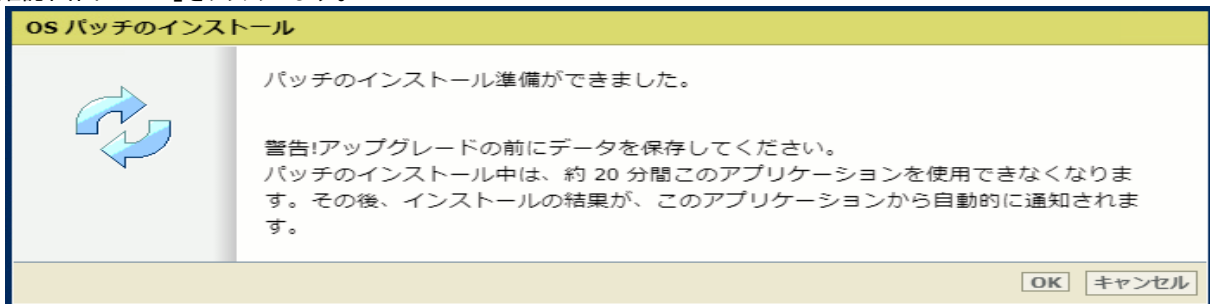 OS パッチのインストール
パッチのインストール準備ができました。
警告!アップグレードの前にデータを保存してください。
パッチのインストール中は、約 20 分間このアプリケーションを使用できなくなりま
す。その後、インストールの結果が、このアプリケーションから自動的に通知されま
す。
OK キャンセル